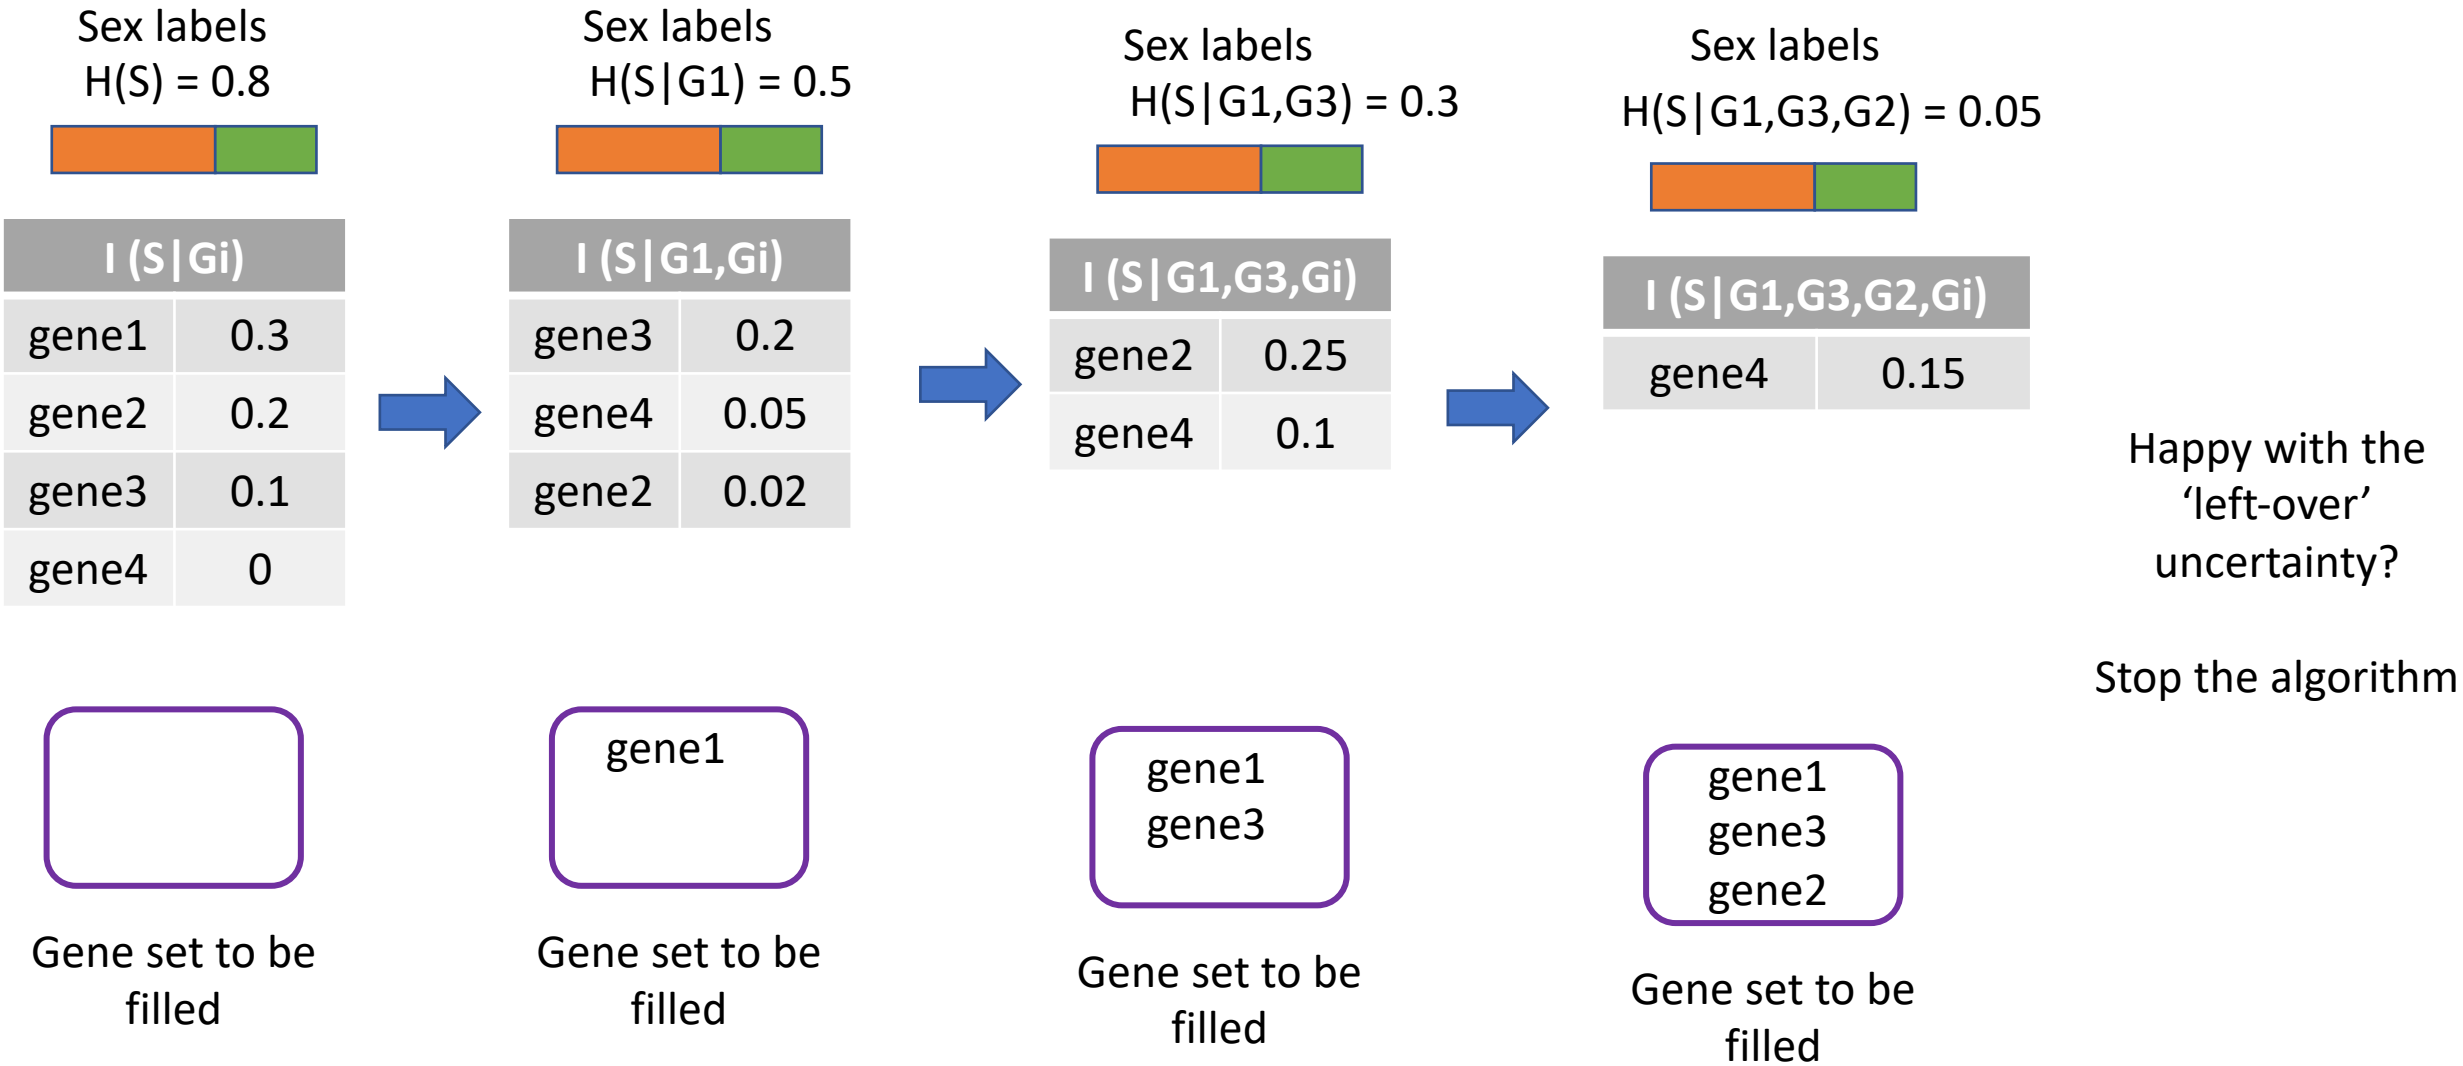 Sex labels
H(S) = 0.8
I (S|Gi)
gene1 0.3
gene2 0.2
gene3 0.1
gene4 0
Gene set to be
filled
Sex labels
H(S|G1) = 0.5
I (S|G1,Gi)
gene3 0.2
gene4 0.05
gene2 0.02
gene1
Gene set to be
filled
Sex labels
H(S|G1,G3) = 0.3
I (S|G1,G3,Gi)
gene2 0.25
gene4 0.1
gene1
gene3
Gene set to be
filled
Sex labels
H(S|G1,G3,G2) = 0.05
I (S|G1,G3,G2,Gi)
gene4 0.15
gene1
gene3
gene2
Gene set to be
filled
Happy with the
‘left-over’
uncertainty?
Stop the algorithm